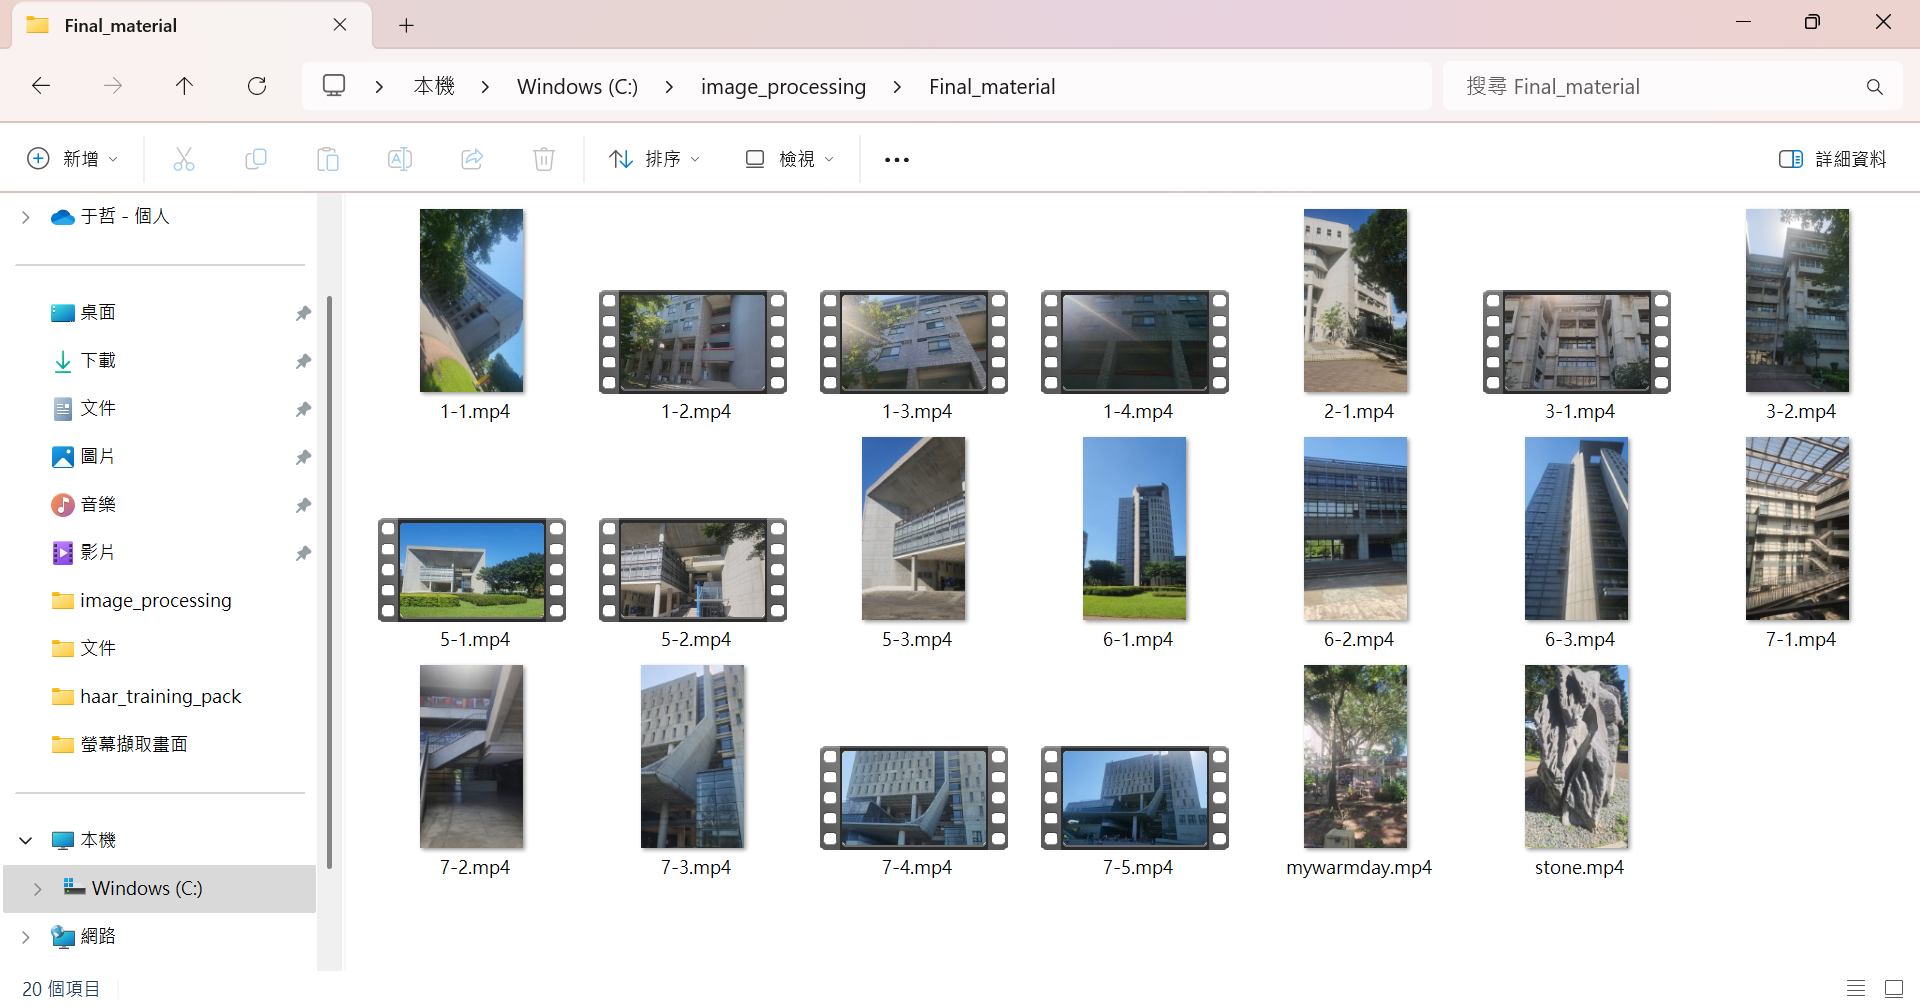 Final_material
本機
Windows (C:)
image_processing
Final_material
搜尋 Final_material
新增
排序
檢視
詳細資料
于哲 - 個人
桌面
下載
文件
圖片
音樂
影片
image_processing
文件
haar_training_pack
螢幕擷取畫面
本機
Windows (C:)
網路
1-1.mp4
1-2.mp4
1-3.mp4
1-4.mp4
2-1.mp4
3-1.mp4
3-2.mp4
5-1.mp4
5-2.mp4
5-3.mp4
6-1.mp4
6-2.mp4
6-3.mp4
7-1.mp4
7-2.mp4
7-3.mp4
7-4.mp4
7-5.mp4
mywarmday.mp4
stone.mp4
20 個項目